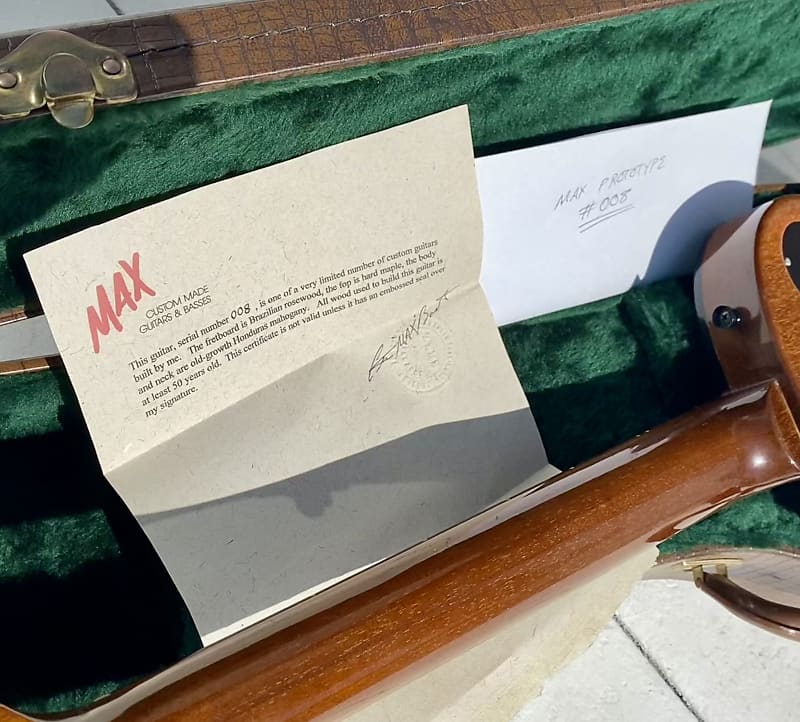 MAX
CUSTOM MADE
GUITARS & BASSES
This guitar, serial number 008 , is one of a very limited number of custom guitars
built by me. The fretboard is Brazilian rosewood, the top is hard maple, the body
and neck are old-growth Honduras mahogany. All wood used to build this guitar is
at least 50 years old. This certificate is not valid unless it has an embossed seal over
my signature.
MAX PROTOTYPE
#008